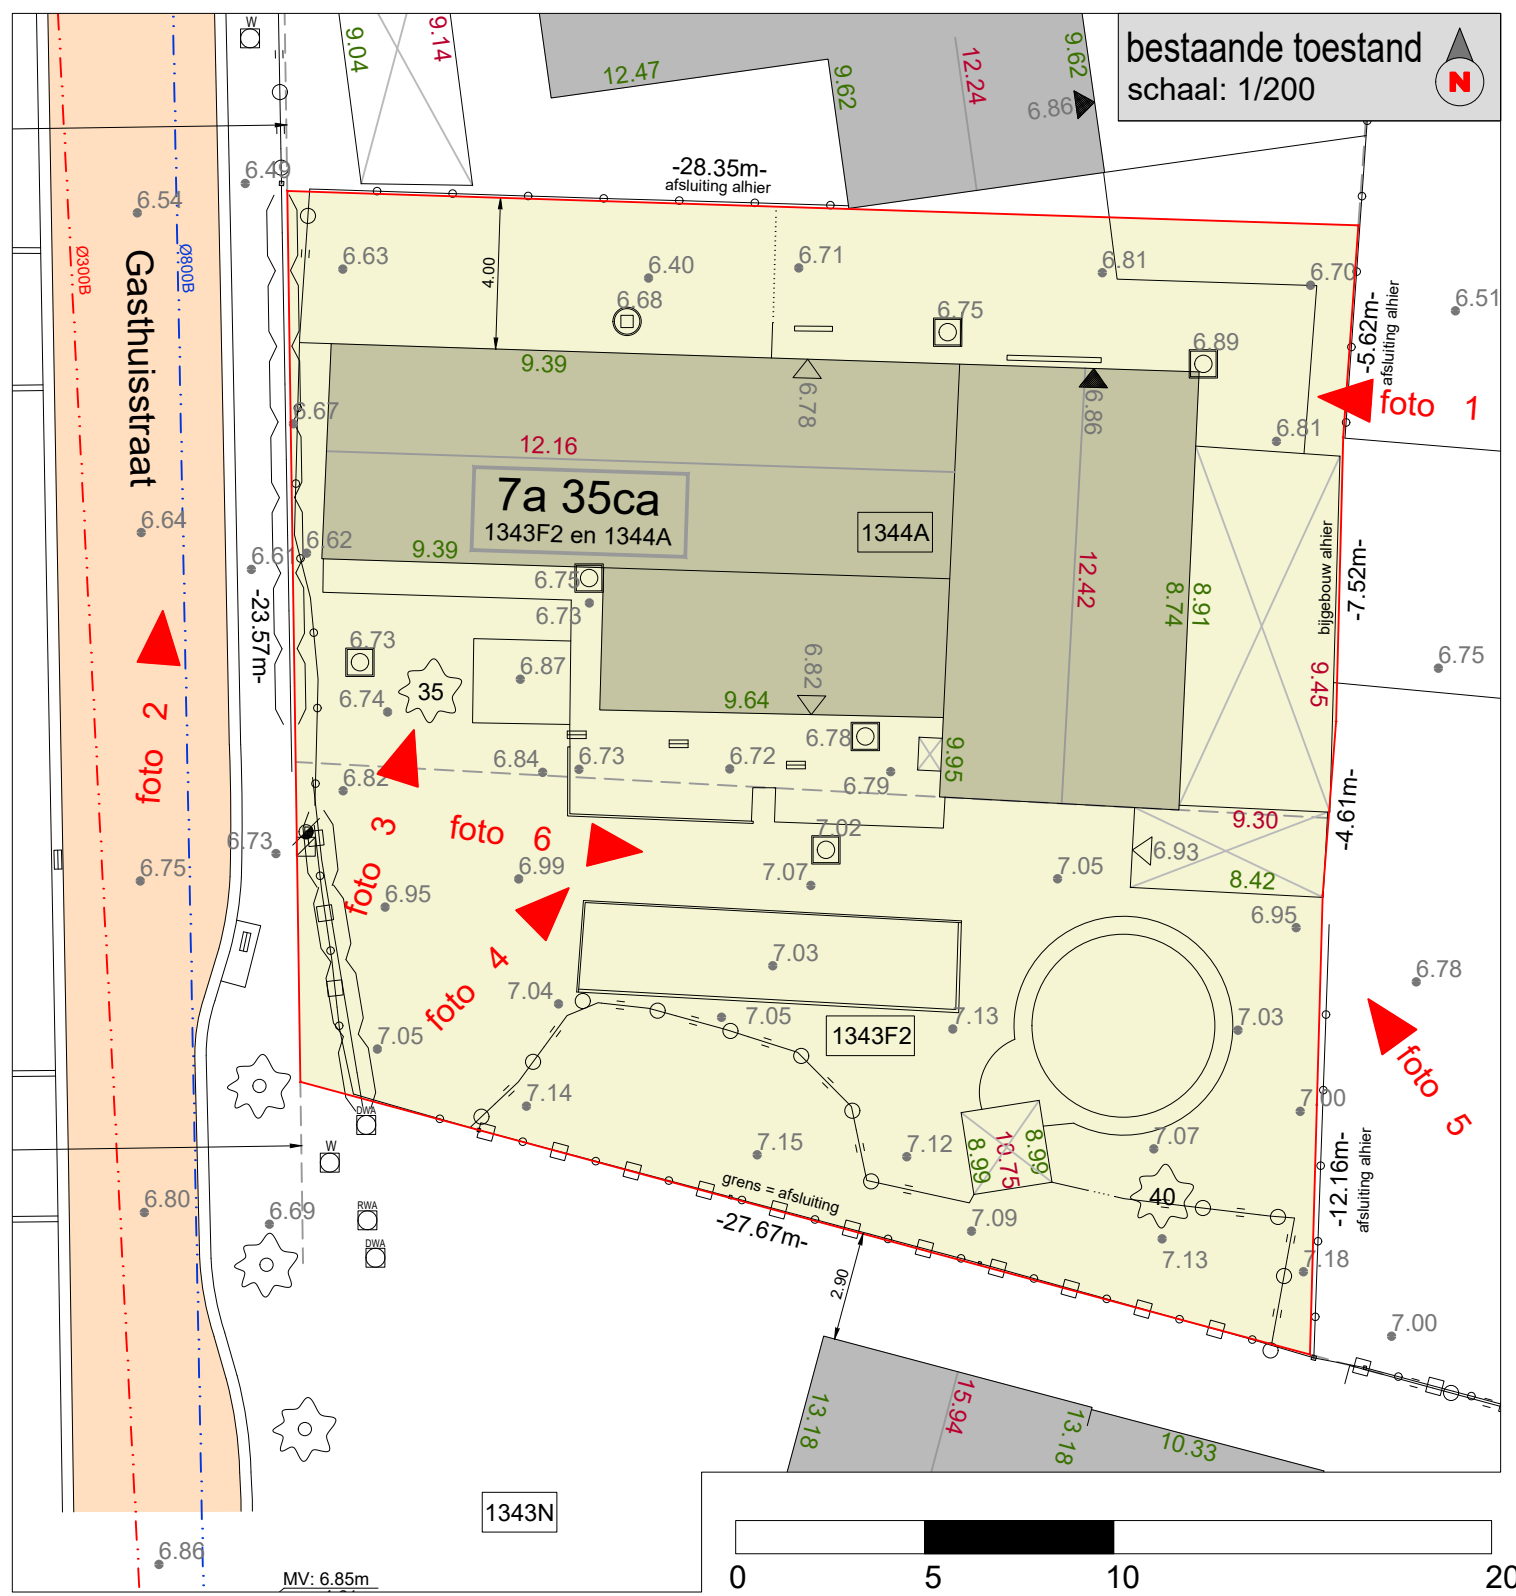 bestaande toestand
schaal: 1/200
N
W
9.04
9.14
12.47
9.62
12.24
9.62
6.86
6.49
6.54
-28.35m-
afsluiting alhier
Ø300B
Ø800B
Gasthuisstraat
6.63
4.00
6.40
6.68
6.71
6.81
6.70
6.51
6.75
6.89
-5.62m-
afsluiting alhier
9.39
6.78
6.86
foto 1
6.67
6.81
12.16
7a 35ca
1343F2 en 1344A
1344A
6.64
6.61
6.62
9.39
6.75
6.73
12.42
8.74
8.91
bijgebouw alhier
-7.52m-
-23.57m-
6.73
6.87
6.82
9.45
6.75
6.74
35
9.64
foto 2
6.78
9.95
6.84
6.73
6.72
6.79
6.82
foto 3
foto 6
7.02
9.30
-4.61m-
6.73
6.75
6.99
7.07
7.05
6.93
8.42
6.95
6.95
foto 4
7.03
6.78
7.04
7.05
7.13
7.03
1343F2
7.05
foto 5
7.14
7.00
DWA
W
7.15
7.12
8.99
10.75
8.99
7.07
grens = afsluiting
-27.67m-
40
-12.16m-
afsluiting alhier
6.80
6.69
RWA
DWA
7.09
7.13
7.18
2.90
7.00
13.18
15.94
13.18
10.33
1343N
6.86
MV: 6.85m
0 5 10 20